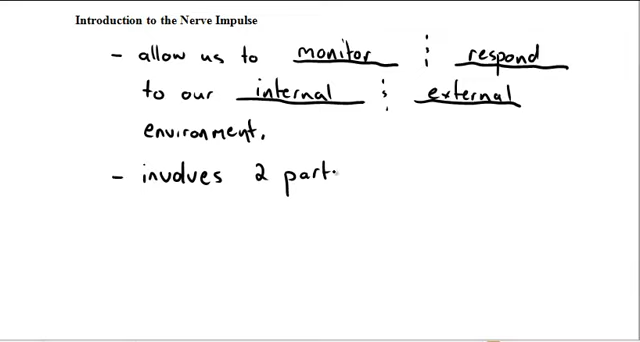 Introduction to the Nerve Impulse
- allow us to monitor ⋮ respond
to our internal ⋮ external
environment.
- involves 2 part